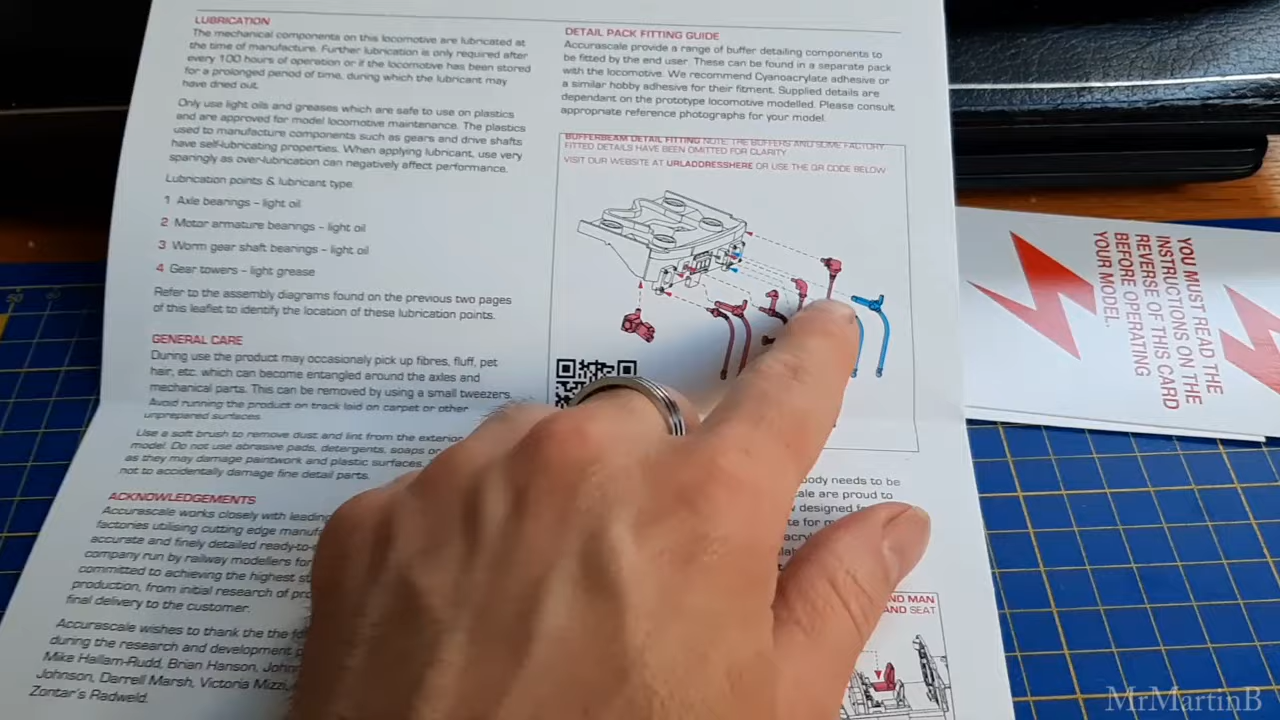 LUBRICATION
The mechanical components on this locomotive are lubricated at
the time of manufacture. Further lubrication is only required after
every 100 hours of operation or if the locomotive has been stored
for a prolonged period of time, during which the lubricant may
have dried out.
Only use light oils and greases which are safe to use on plastics
and are approved for model locomotive maintenance. The plastics
used to manufacture components such as gears and drive shafts
have self-lubricating properties. When applying lubricant, use very
sparingly as over-lubrication can negatively affect performance.
Lubrication points & lubricant type:
1 Axle bearings – light oil
2 Motor armature bearings – light oil
3 Worm gear shaft bearings – light oil
4 Gear towers – light grease
Refer to the assembly diagrams found on the previous two pages
of this leaflet to identify the location of these lubrication points.
GENERAL CARE
During use the product may occasionaly pick up fibres, fluff, pet
hair, etc. which can become entangled around the axles and
mechanical parts. This can be removed by using a small tweezers.
Avoid running the product on track laid on carpet or other
unprepared surfaces.
Use a soft brush to remove dust and lint from the exterior
model. Do not use abrasive pads, detergents, soaps or
as they may damage paintwork and plastic surfaces.
not to accidentally damage fine detail parts.
ACKNOWLEDGEMENTS
Accurascale works closely with leading
factories utilising cutting edge
accurate and finely detailed
company run by railway modellers for
committed to achieving the highest
production, from initial research of
final delivery to the customer.
Accurascale wishes to thank the the
during the research and development
Mike Hallam-Rudd, Brian Hanson,
Johnson, Darrell Marsh, Victoria Mizzi,
Zontar's Radweld.
DETAIL PACK FITTING GUIDE
Accurascale provide a range of buffer detailing components to
be fitted by the end user. These can be found in a separate pack
with the locomotive. We recommend Cyanoacrylate adhesive or
a similar hobby adhesive for their fitment. Supplied details are
dependant on the prototype locomotive modelled. Please consult
appropriate reference photographs for your model.
BUFFERBEAM DETAIL FITTING NOTE: THE BUFFERS AND SOME FACTORY
FITTED DETAILS HAVE BEEN OMITTED FOR CLARITY
VISIT OUR WEBSITE AT URLADDRESSHERE OR USE THE QR CODE BELOW
body needs to be
ale are proud to
designed
te for
ND MAN
AND SEAT
YOU MUST READ THE
INSTRUCTIONS ON THE
REVERSE OF THIS CARD
BEFORE OPERATING
YOUR MODEL.
MrMartinB